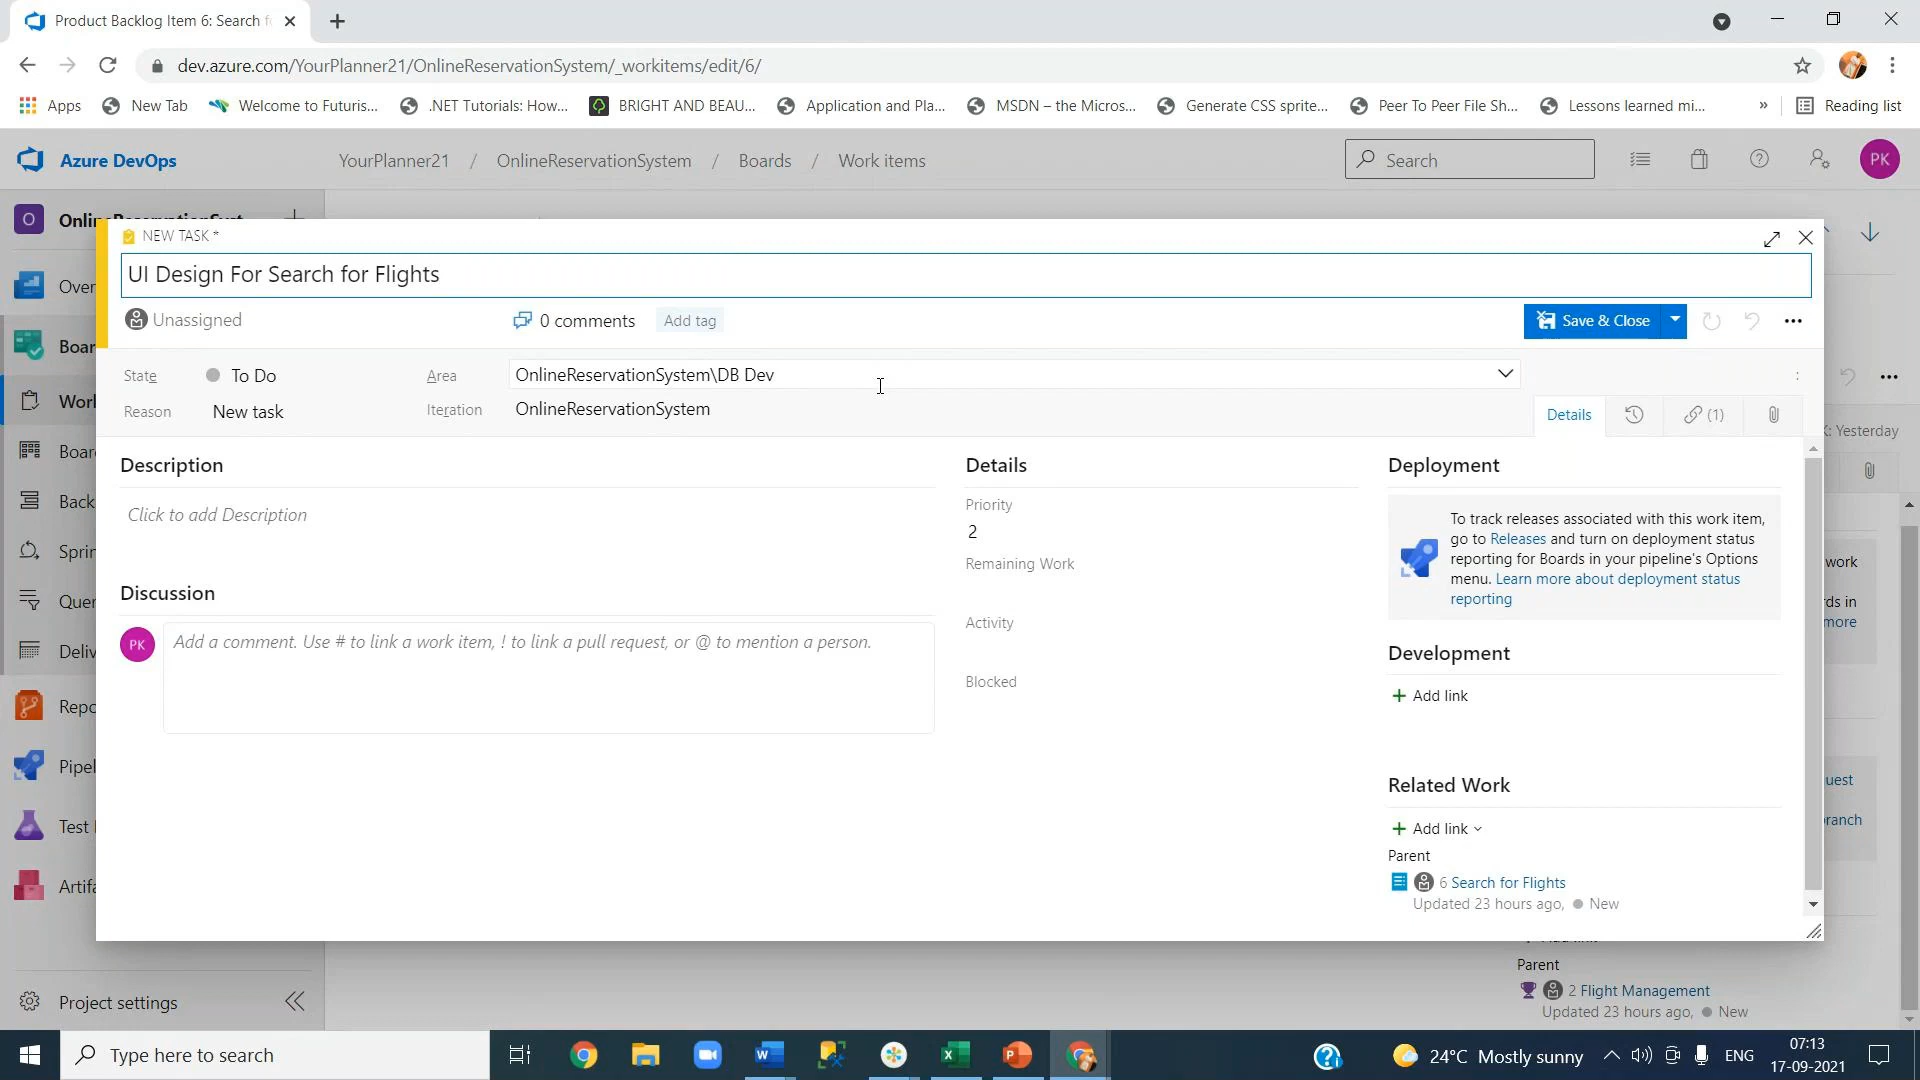 Product Backlog Item 6: Search f
dev.azure.com/YourPlanner21/OnlineReservationSystem/_workitems/edit/6/
Apps
New Tab
Welcome to Futuris...
.NET Tutorials: How...
BRIGHT AND BEAU...
Application and Pla...
MSDN – the Micros...
Generate CSS sprite...
Peer To Peer File Sh...
Lessons learned mi...
»
Reading list
Azure DevOps
YourPlanner21 / OnlineReservationSystem / Boards / Work items
Search
PK
O
NEW TASK *
UI Design For Search for Flights
Unassigned
0 comments
Add tag
Save & Close
State
To Do
Area
OnlineReservationSystem\DB Dev
Reason
New task
Iteration
OnlineReservationSystem
Details
(1)
Description
Click to add Description
Discussion
PK
Add a comment. Use # to link a work item, ! to link a pull request, or @ to mention a person.
Details
Priority
2
Remaining Work
Activity
Blocked
Deployment
To track releases associated with this work item,
go to Releases and turn on deployment status
reporting for Boards in your pipeline's Options
menu. Learn more about deployment status
reporting
Development
+ Add link
Related Work
+ Add link
Parent
6 Search for Flights
Updated 23 hours ago, New
Over
Boar
Work
Boar
Back
Sprin
Quer
Deliv
Repo
Pipel
Test
Artifa
Project settings
: Yesterday
work
rds in
more
uest
branch
Parent
2 Flight Management
Updated 23 hours ago, New
Type here to search
24°C Mostly sunny
ENG
07:13
17-09-2021